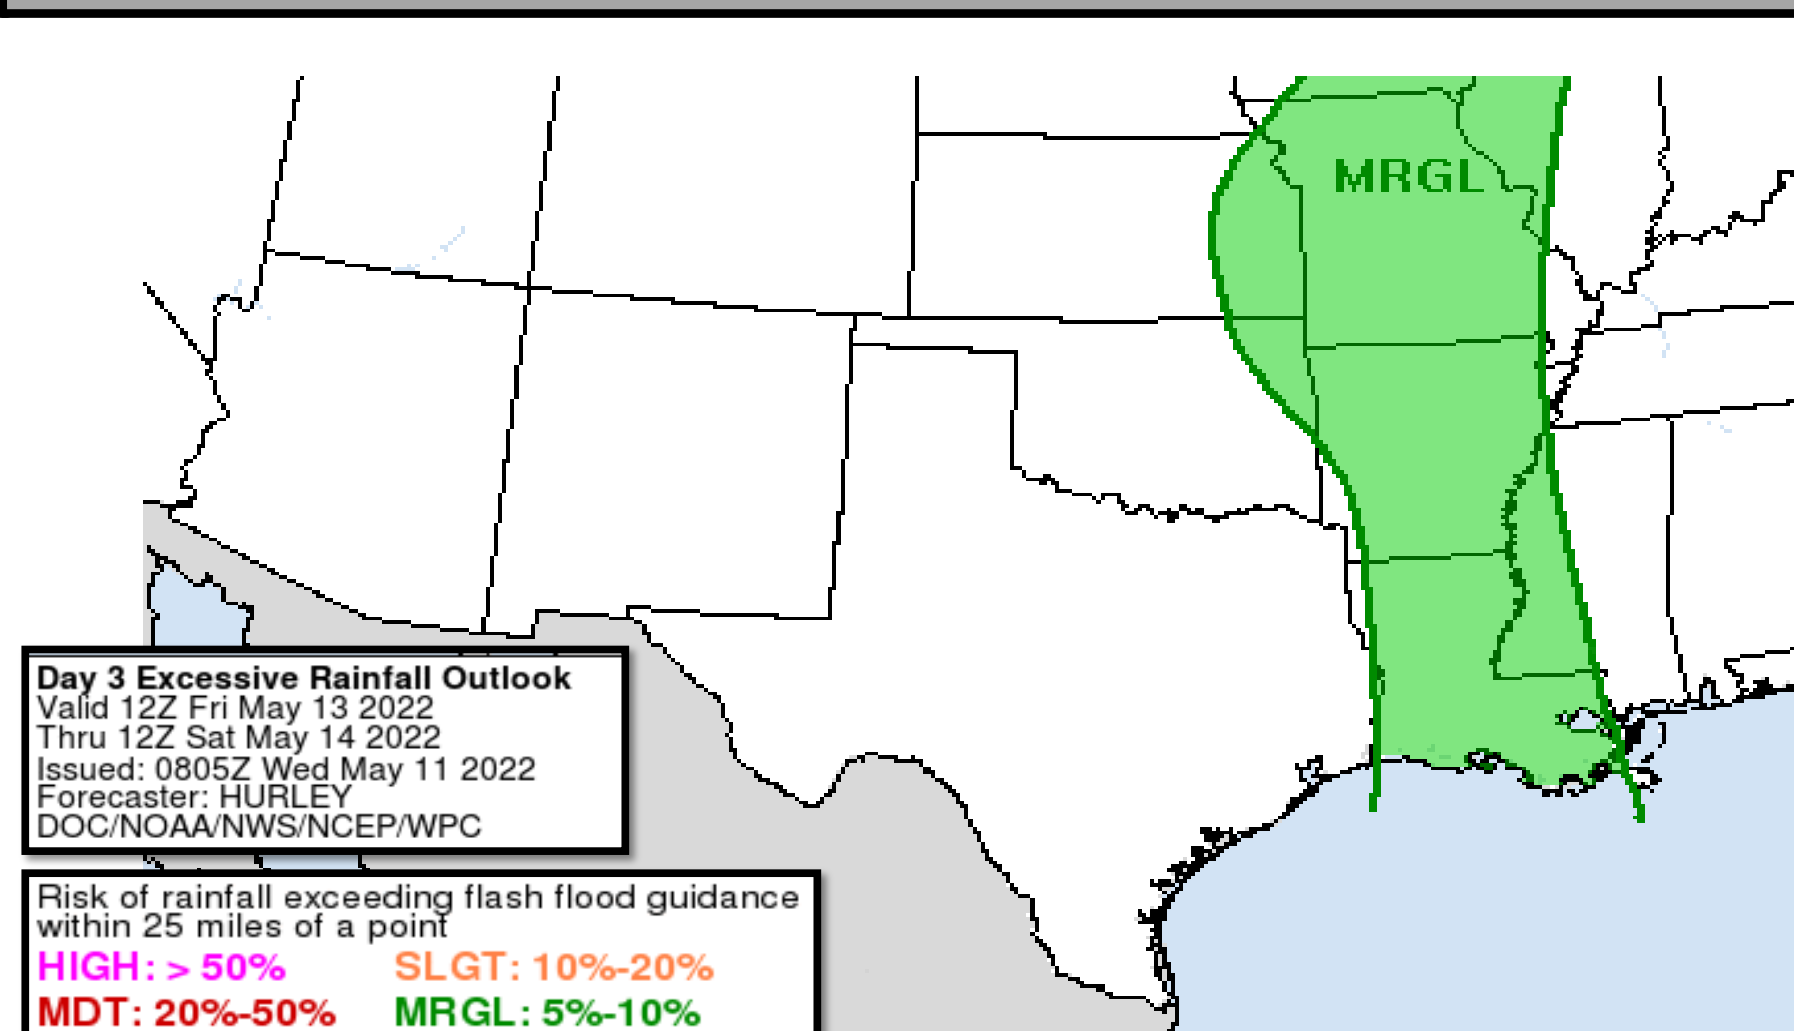 MRGL
Day 3 Excessive Rainfall Outlook
Valid 12Z Fri May 13 2022
Thru 12Z Sat May 14 2022
Issued: 0805Z Wed May 11 2022
Forecaster: HURLEY
DOC/NOAA/NWS/NCEP/WPC
Risk of rainfall exceeding flash flood guidance
within 25 miles of a point
HIGH: > 50% SLGT: 10%-20%
MDT: 20%-50% MRGL: 5%-10%